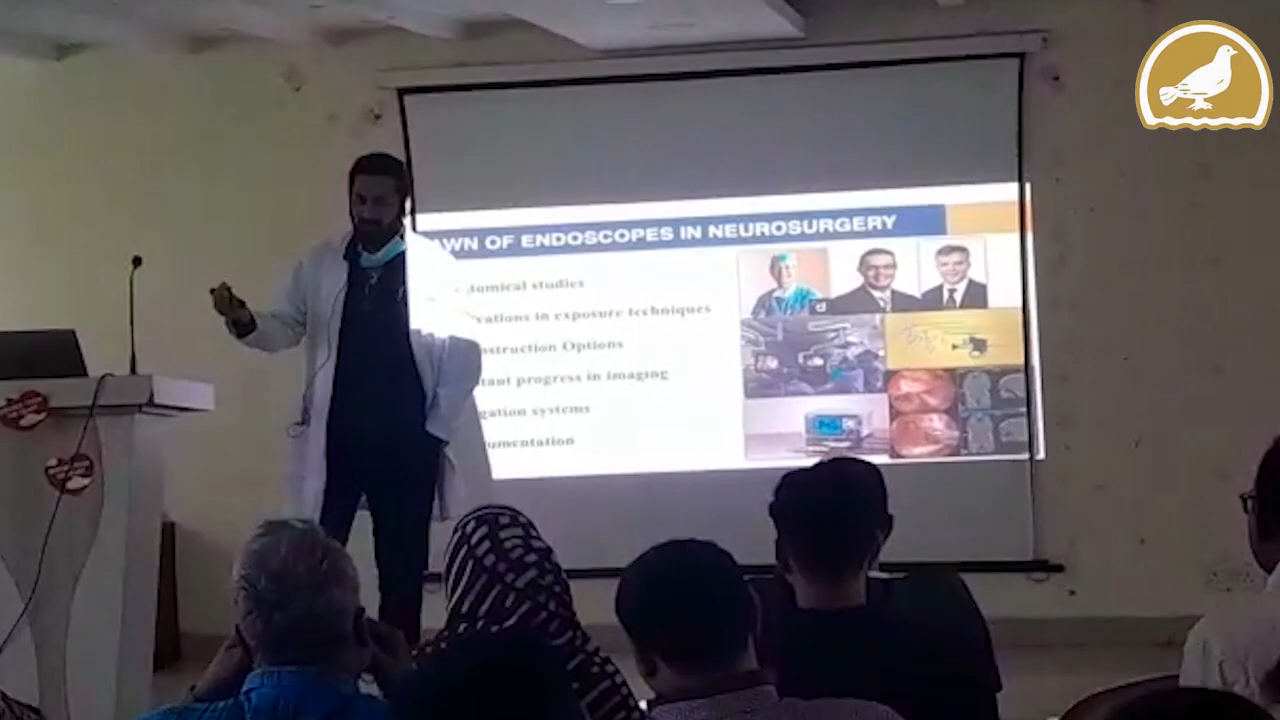 AWN OF ENDOSCOPES IN NEUROSURGERY
tomical studies
vations in exposure techniques
nstruction Options
tant progress in imaging
gation systems
umentation